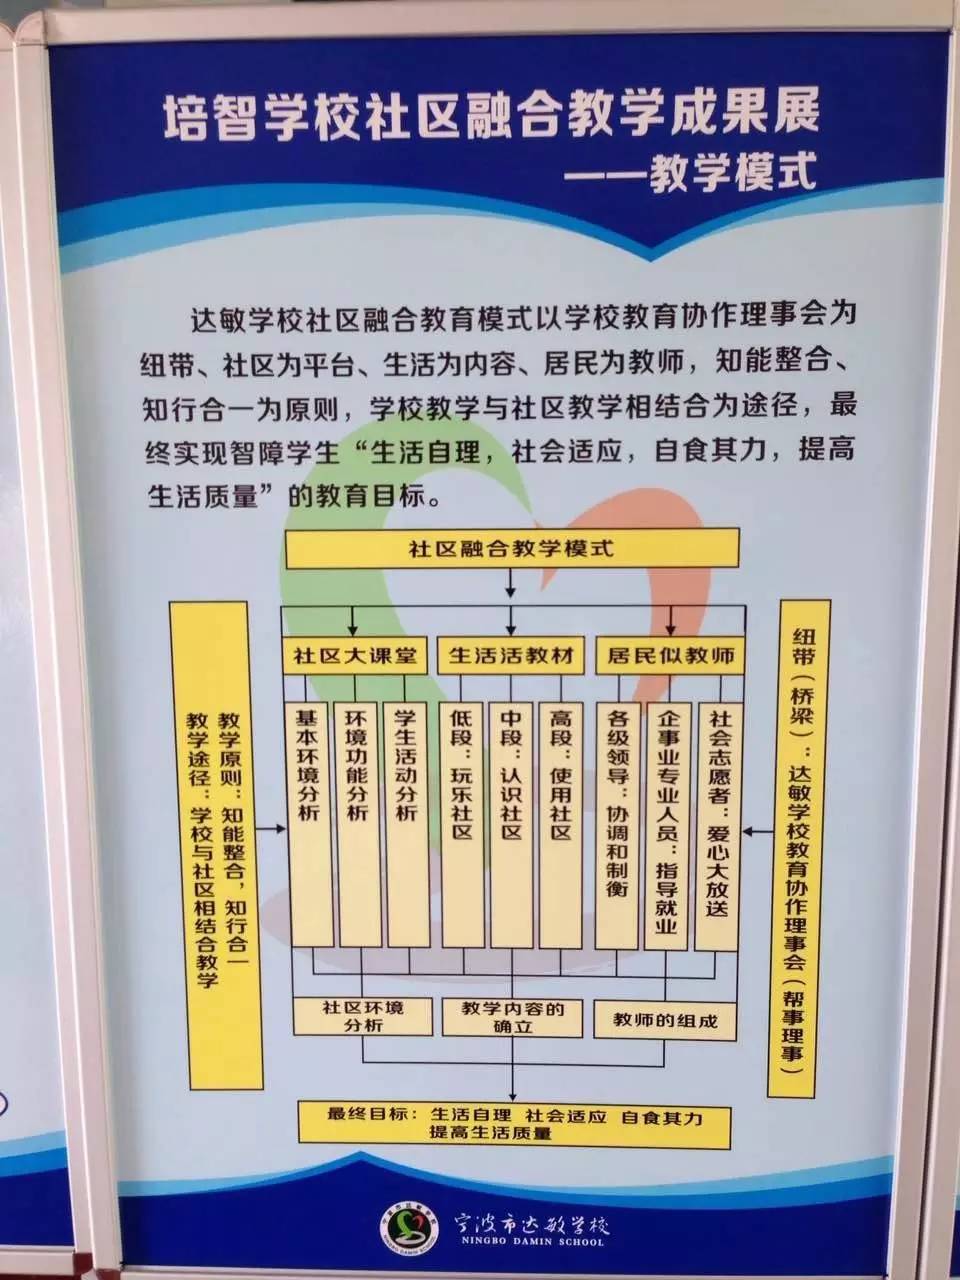 培智学校社区融合教学成果展
——教学模式
达敏学校社区融合教育模式以学校教育协作理事会为
纽带、社区为平台、生活为内容、居民为教师，知能整合、
知行合一为原则，学校教学与社区教学相结合为途径，最
终实现智障学生“生活自理，社会适应，自食其力，提高
生活质量”的教育目标。
社区融合教学模式
教学原则：知能整合，知行合一
教学途径：学校与社区相结合教学
社区大课堂
生活活教材
居民似教师
基本环境分析
环境功能分析
学生活动分析
低段：玩乐社区
中段：认识社区
高段：使用社区
各级领导：协调和制衡
企事业专业人员：指导就业
社会志愿者：爱心大放送
纽带（桥梁）：达敏学校教育协作理事会（帮事理事）
社区环境
分析
教学内容的
确立
教师的组成
最终目标：生活自理 社会适应 自食其力
提高生活质量
宁波市达敏学校
NINGBO DAMIN SCHOOL
宁波市达敏学校
NINGBO DAMIN SCHOOL